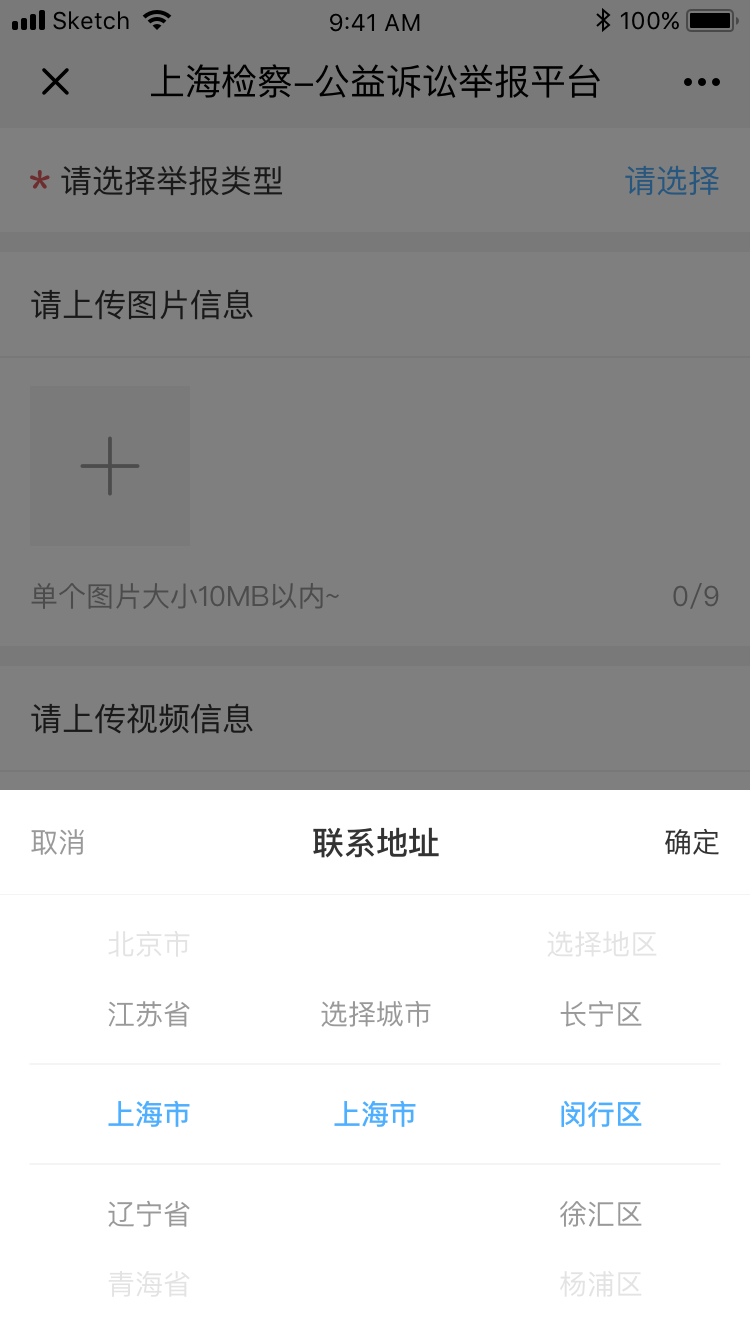 Sketch 9:41 AM 100%
上海检察–公益诉讼举报平台
* 请选择举报类型 请选择
请上传图片信息
单个图片大小10MB以内~ 0/9
请上传视频信息
取消 联系地址 确定
北京市 选择地区
江苏省 选择城市 长宁区
上海市 上海市 闵行区
辽宁省 徐汇区
青海省 杨浦区